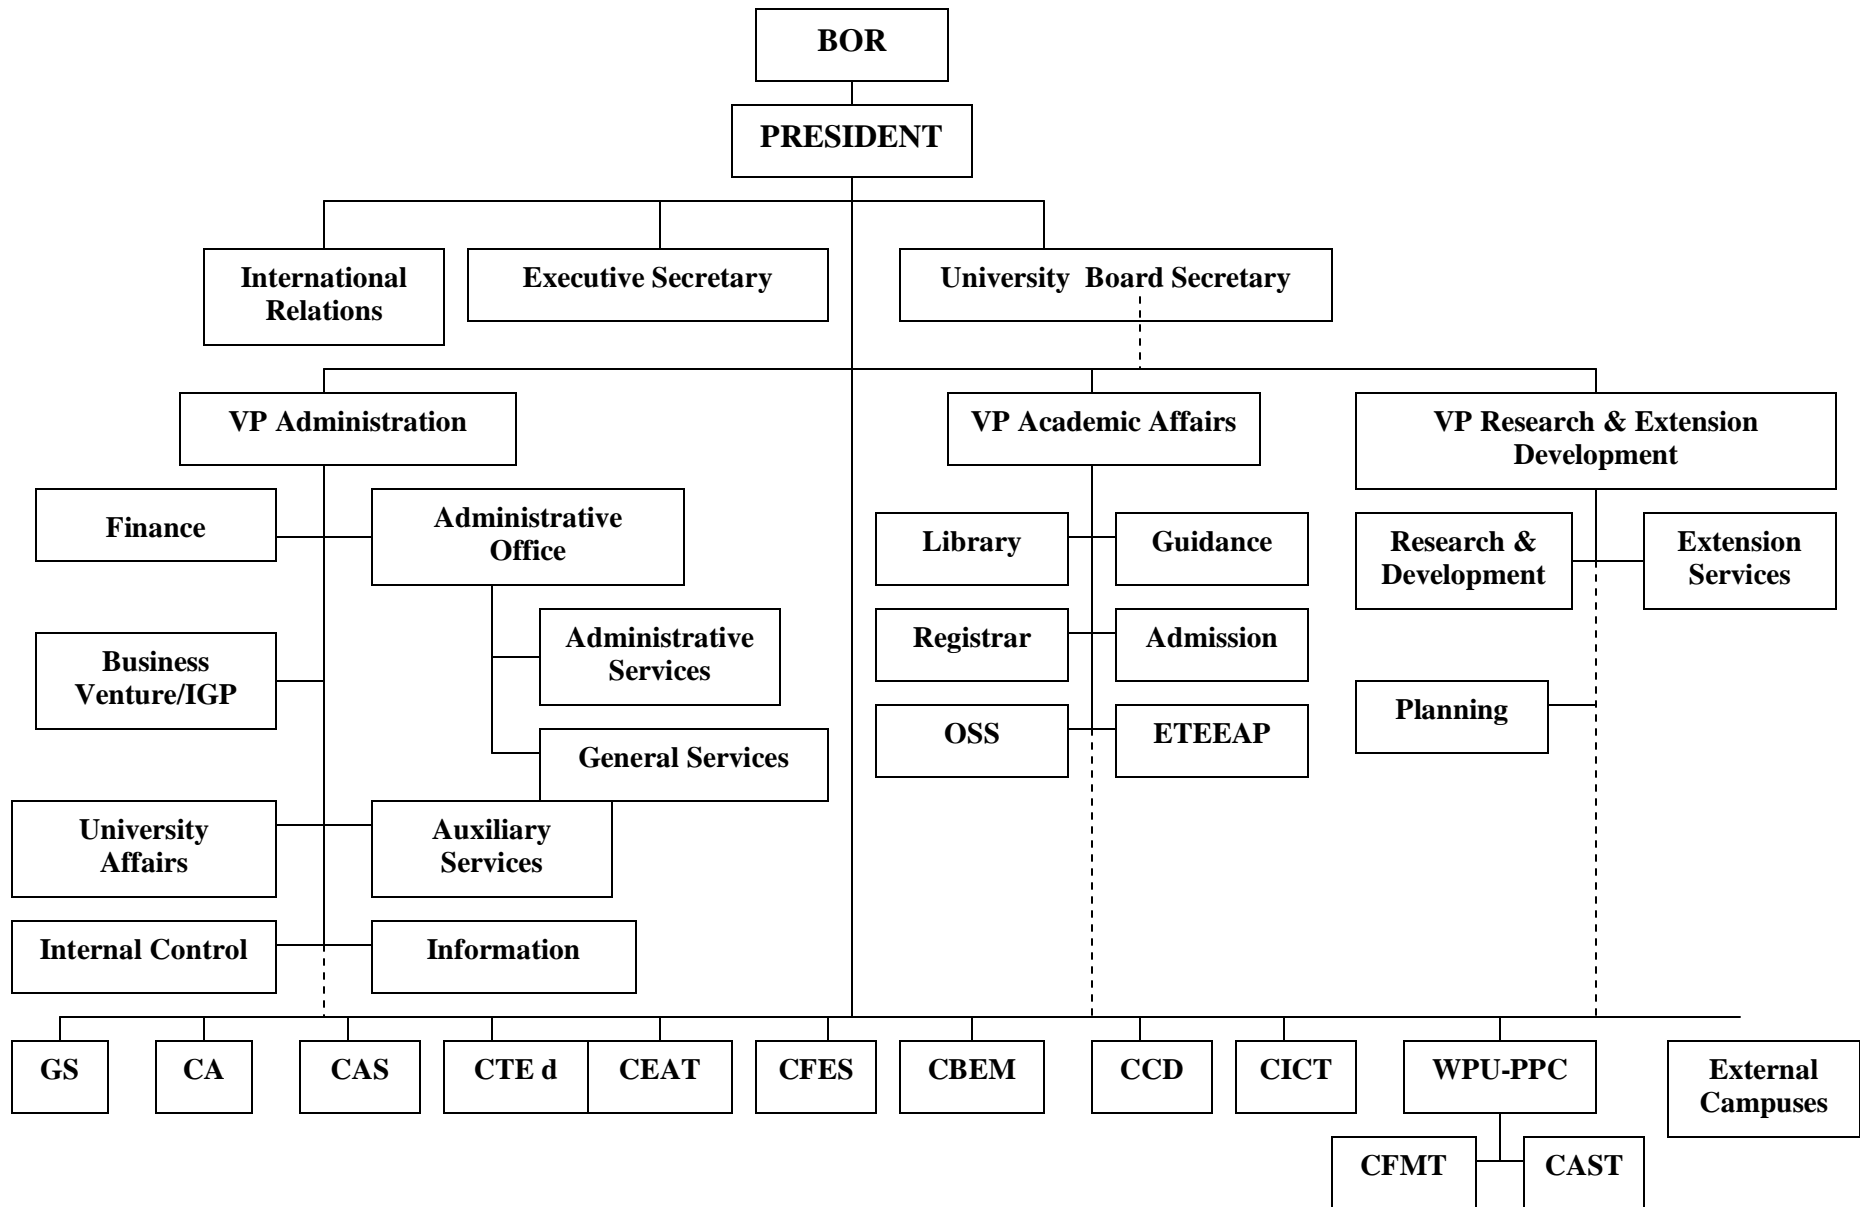 BOR
PRESIDENT
International
Relations
Executive Secretary
University Board Secretary
VP Administration
VP Academic Affairs
VP Research & Extension
Development
Finance
Administrative
Office
Library
Guidance
Research &
Development
Extension
Services
Business
Venture/IGP
Administrative
Services
Registrar
Admission
Planning
General Services
OSS
ETEEAP
University
Affairs
Auxiliary
Services
Internal Control
Information
GS
CA
CAS
CTE d
CEAT
CFES
CBEM
CCD
CICT
WPU-PPC
External
Campuses
CFMT
CAST